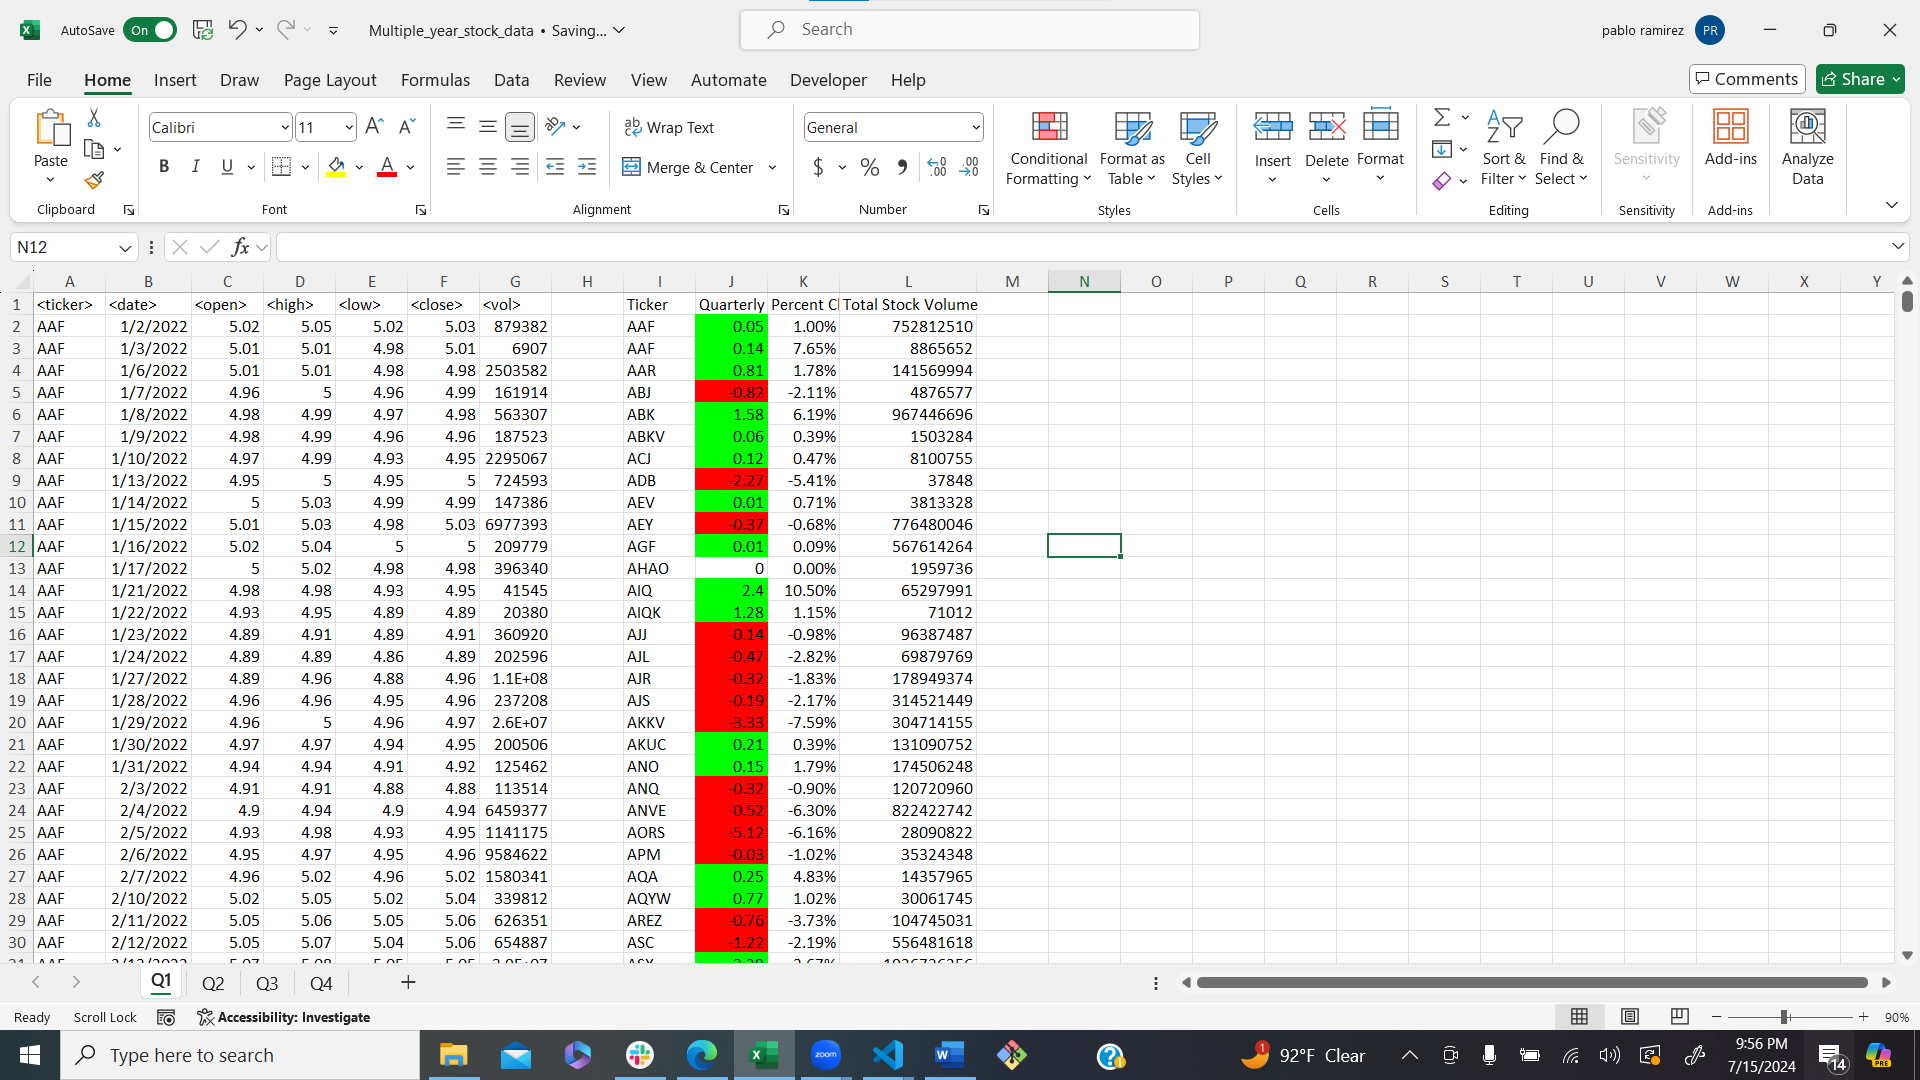 AutoSave On Multiple_year_stock_data • Saving... Search pablo ramirez PR
File Home Insert Draw Page Layout Formulas Data Review View Automate Developer Help Comments Share
Calibri 11 Wrap Text General
Paste B I U Merge & Center $ % Conditional Formatting Format as Table Cell Styles Insert Delete Format Sort & Filter Find & Select Sensitivity Add-ins Analyze Data
Clipboard Font Alignment Number Styles Cells Editing Sensitivity Add-ins
N12 fx
A B C D E F G H I J K L M N O P Q R S T U V W X Y
1 <ticker> <date> <open> <high> <low> <close> <vol> Ticker Quarterly Percent Cl Total Stock Volume
2 AAF 1/2/2022 5.02 5.05 5.02 5.03 879382 AAF 0.05 1.00% 752812510
3 AAF 1/3/2022 5.01 5.01 4.98 5.01 6907 AAF 0.14 7.65% 8865652
4 AAF 1/6/2022 5.01 5.01 4.98 4.98 2503582 AAR 0.81 1.78% 141569994
5 AAF 1/7/2022 4.96 5 4.96 4.99 161914 ABJ -0.82 -2.11% 4876577
6 AAF 1/8/2022 4.98 4.99 4.97 4.98 563307 ABK 1.58 6.19% 967446696
7 AAF 1/9/2022 4.98 4.99 4.96 4.96 187523 ABKV 0.06 0.39% 1503284
8 AAF 1/10/2022 4.97 4.99 4.93 4.95 2295067 ACJ 0.12 0.47% 8100755
9 AAF 1/13/2022 4.95 5 4.95 5 724593 ADB -2.27 -5.41% 37848
10 AAF 1/14/2022 5 5.03 4.99 4.99 147386 AEV 0.01 0.71% 3813328
11 AAF 1/15/2022 5.01 5.03 4.98 5.03 6977393 AEY -0.37 -0.68% 776480046
12 AAF 1/16/2022 5.02 5.04 5 5 209779 AGF 0.01 0.09% 567614264
13 AAF 1/17/2022 5 5.02 4.98 4.98 396340 AHAO 0 0.00% 1959736
14 AAF 1/21/2022 4.98 4.98 4.93 4.95 41545 AIQ 2.4 10.50% 65297991
15 AAF 1/22/2022 4.93 4.95 4.89 4.89 20380 AIQK 1.28 1.15% 71012
16 AAF 1/23/2022 4.89 4.91 4.89 4.91 360920 AJJ -0.14 -0.98% 96387487
17 AAF 1/24/2022 4.89 4.89 4.86 4.89 202596 AJL -0.47 -2.82% 69879769
18 AAF 1/27/2022 4.89 4.96 4.88 4.96 1.1E+08 AJR -0.32 -1.83% 178949374
19 AAF 1/28/2022 4.96 4.96 4.95 4.96 237208 AJS -0.19 -2.17% 314521449
20 AAF 1/29/2022 4.96 5 4.96 4.97 2.6E+07 AKKV -3.33 -7.59% 304714155
21 AAF 1/30/2022 4.97 4.97 4.94 4.95 200506 AKUC 0.21 0.39% 131090752
22 AAF 1/31/2022 4.94 4.94 4.91 4.92 125462 ANO 0.15 1.79% 174506248
23 AAF 2/3/2022 4.91 4.91 4.88 4.88 113514 ANQ -0.32 -0.90% 120720960
24 AAF 2/4/2022 4.9 4.94 4.9 4.94 6459377 ANVE -0.52 -6.30% 822422742
25 AAF 2/5/2022 4.93 4.98 4.93 4.95 1141175 AORS -5.12 -6.16% 28090822
26 AAF 2/6/2022 4.95 4.97 4.95 4.96 9584622 APM -0.03 -1.02% 35324348
27 AAF 2/7/2022 4.96 5.02 4.96 5.02 1580341 AQA 0.25 4.83% 14357965
28 AAF 2/10/2022 5.02 5.05 5.02 5.04 339812 AQYW 0.77 1.02% 30061745
29 AAF 2/11/2022 5.05 5.06 5.05 5.06 626351 AREZ -0.76 -3.73% 104745031
30 AAF 2/12/2022 5.05 5.07 5.04 5.06 654887 ASC -1.22 -2.19% 556481618
Q1 Q2 Q3 Q4
Ready Scroll Lock Accessibility: Investigate 90%
Type here to search zoom 1 92°F Clear 9:56 PM 7/15/2024 14 PRE